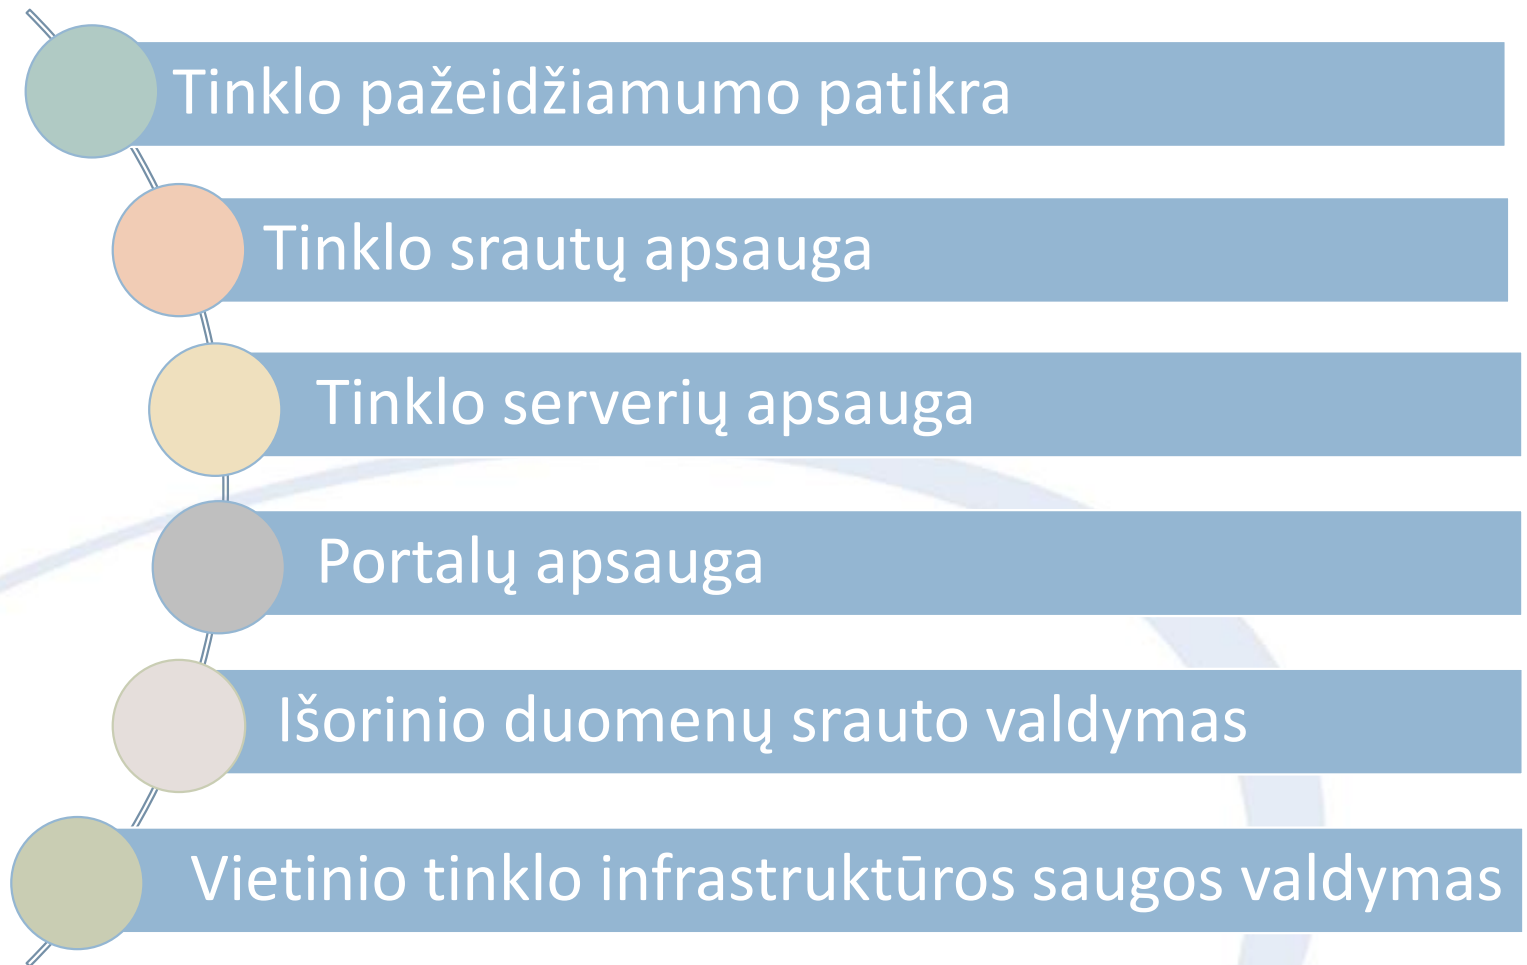 Tinklo pažeidžiamumo patikra
Tinklo srautų apsauga
Tinklo serverių apsauga
Portalų apsauga
Išorinio duomenų srauto valdymas
Vietinio tinklo infrastruktūros saugos valdymas